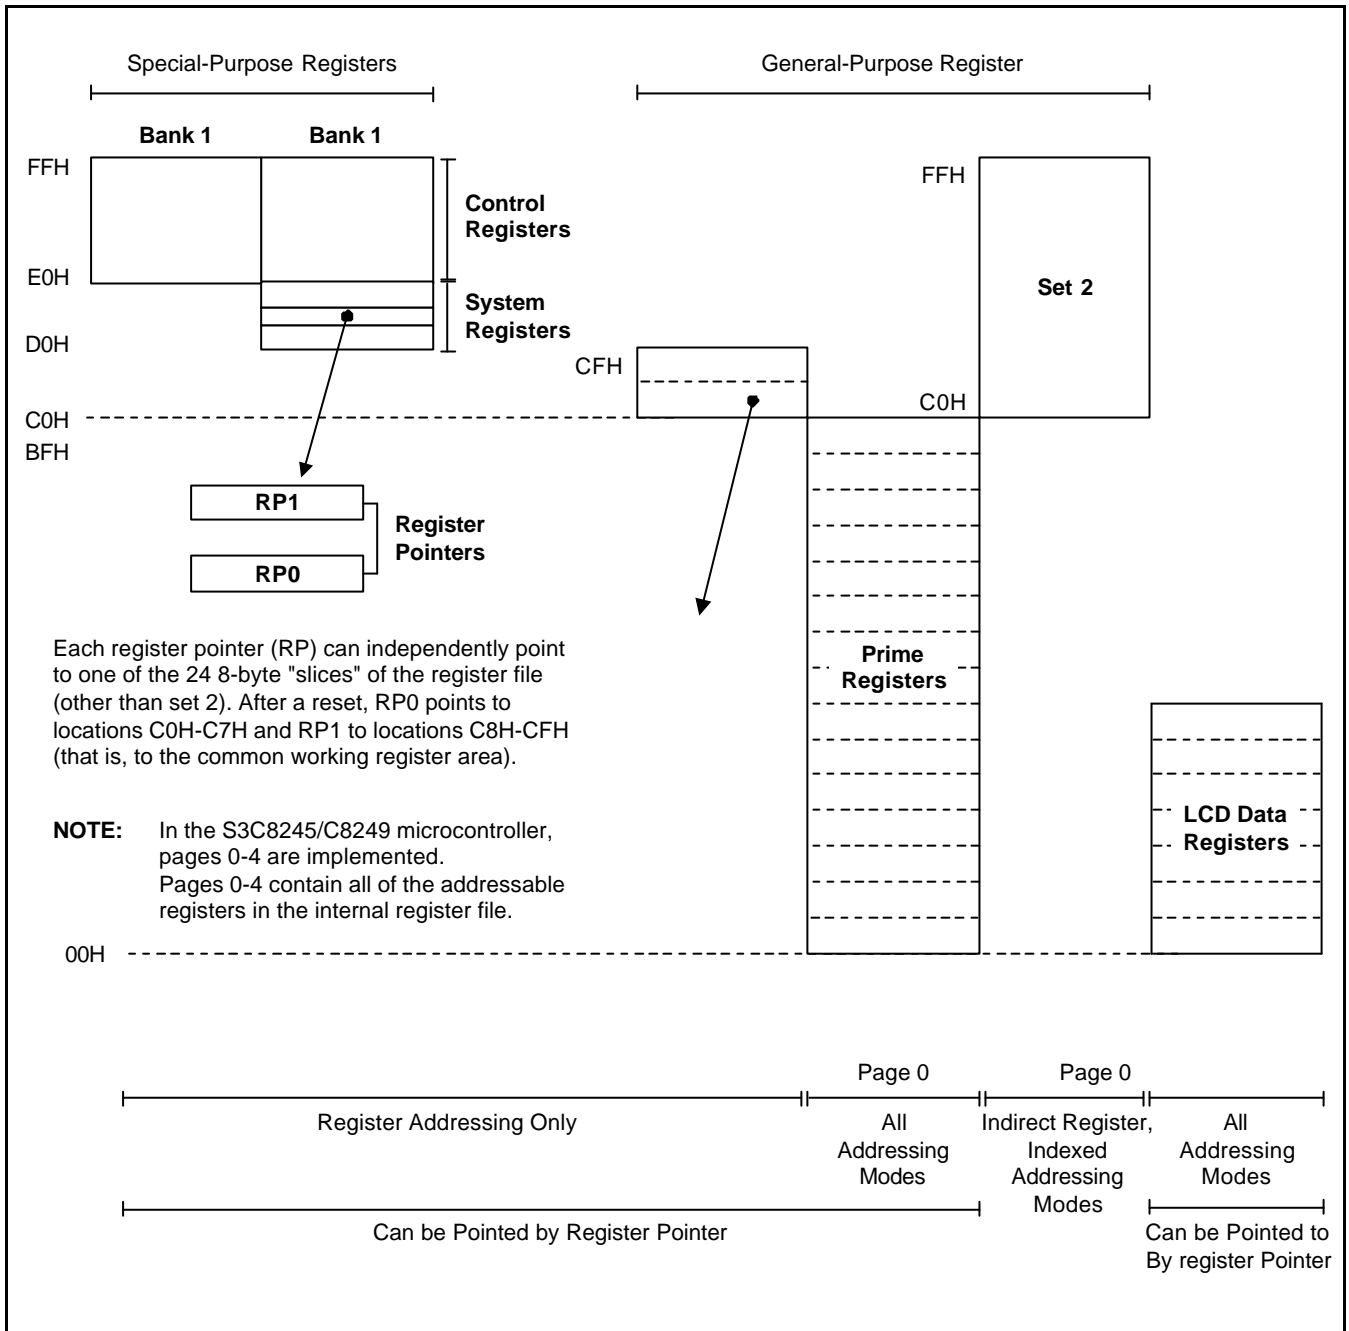 Special-Purpose Registers
General-Purpose Register
Bank 1
Bank 1
FFH
FFH
Control
Registers
E0H
Set 2
System
Registers
D0H
CFH
C0H
C0H
BFH
RP1
Register
Pointers
RP0
Each register pointer (RP) can independently point
to one of the 24 8-byte "slices" of the register file
(other than set 2). After a reset, RP0 points to
locations C0H-C7H and RP1 to locations C8H-CFH
(that is, to the common working register area).
Prime
Registers
LCD Data
Registers
NOTE: In the S3C8245/C8249 microcontroller,
pages 0-4 are implemented.
Pages 0-4 contain all of the addressable
registers in the internal register file.
00H
Page 0
Page 0
Register Addressing Only
All
Addressing
Modes
Indirect Register,
Indexed
Addressing
Modes
All
Addressing
Modes
Can be Pointed by Register Pointer
Can be Pointed to
By register Pointer